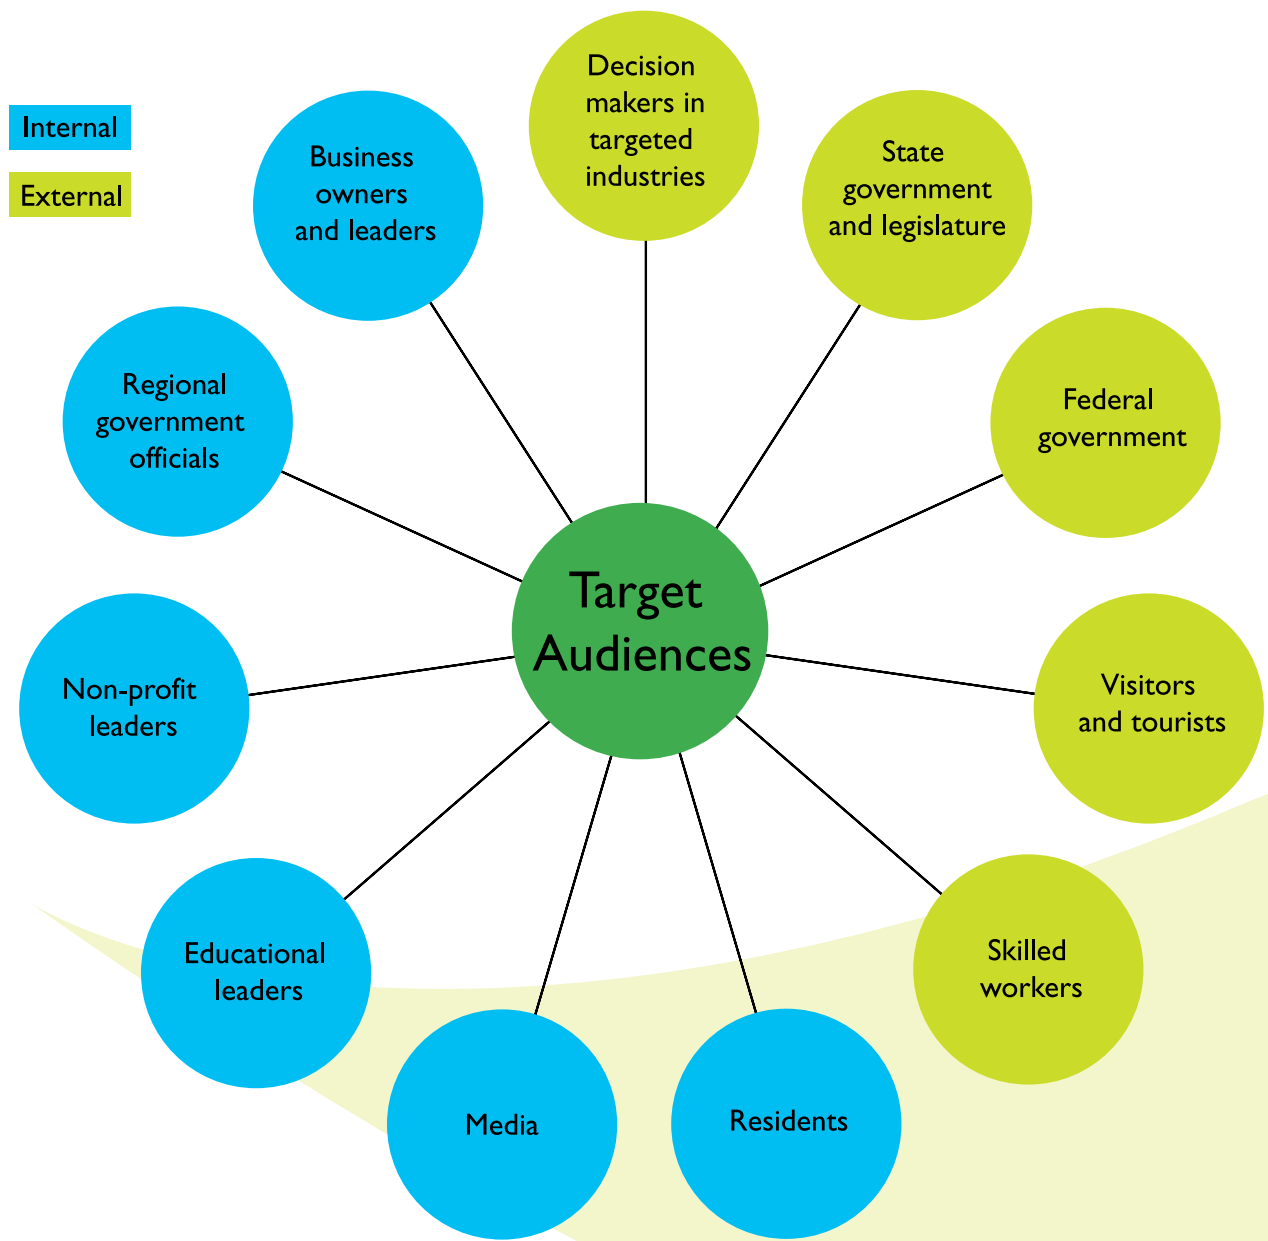 Internal
External
Decision
makers in
targeted
industries
State
government
and legislature
Federal
government
Visitors
and tourists
Skilled
workers
Residents
Media
Educational
leaders
Non-profit
leaders
Regional
government
officials
Business
owners
and leaders
Target
Audiences